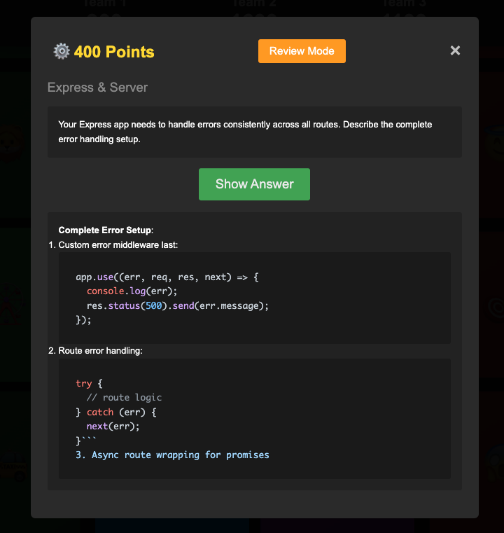 Team 1 Team 2 Team 3
400 Points Review Mode ×
Express & Server
Your Express app needs to handle errors consistently across all routes. Describe the complete
error handling setup.
Show Answer
Complete Error Setup:
1. Custom error middleware last:
app.use((err, req, res, next) => {
  console.log(err);
  res.status(500).send(err.message);
});
2. Route error handling:
try {
  // route logic
} catch (err) {
  next(err);
}```
3. Async route wrapping for promises